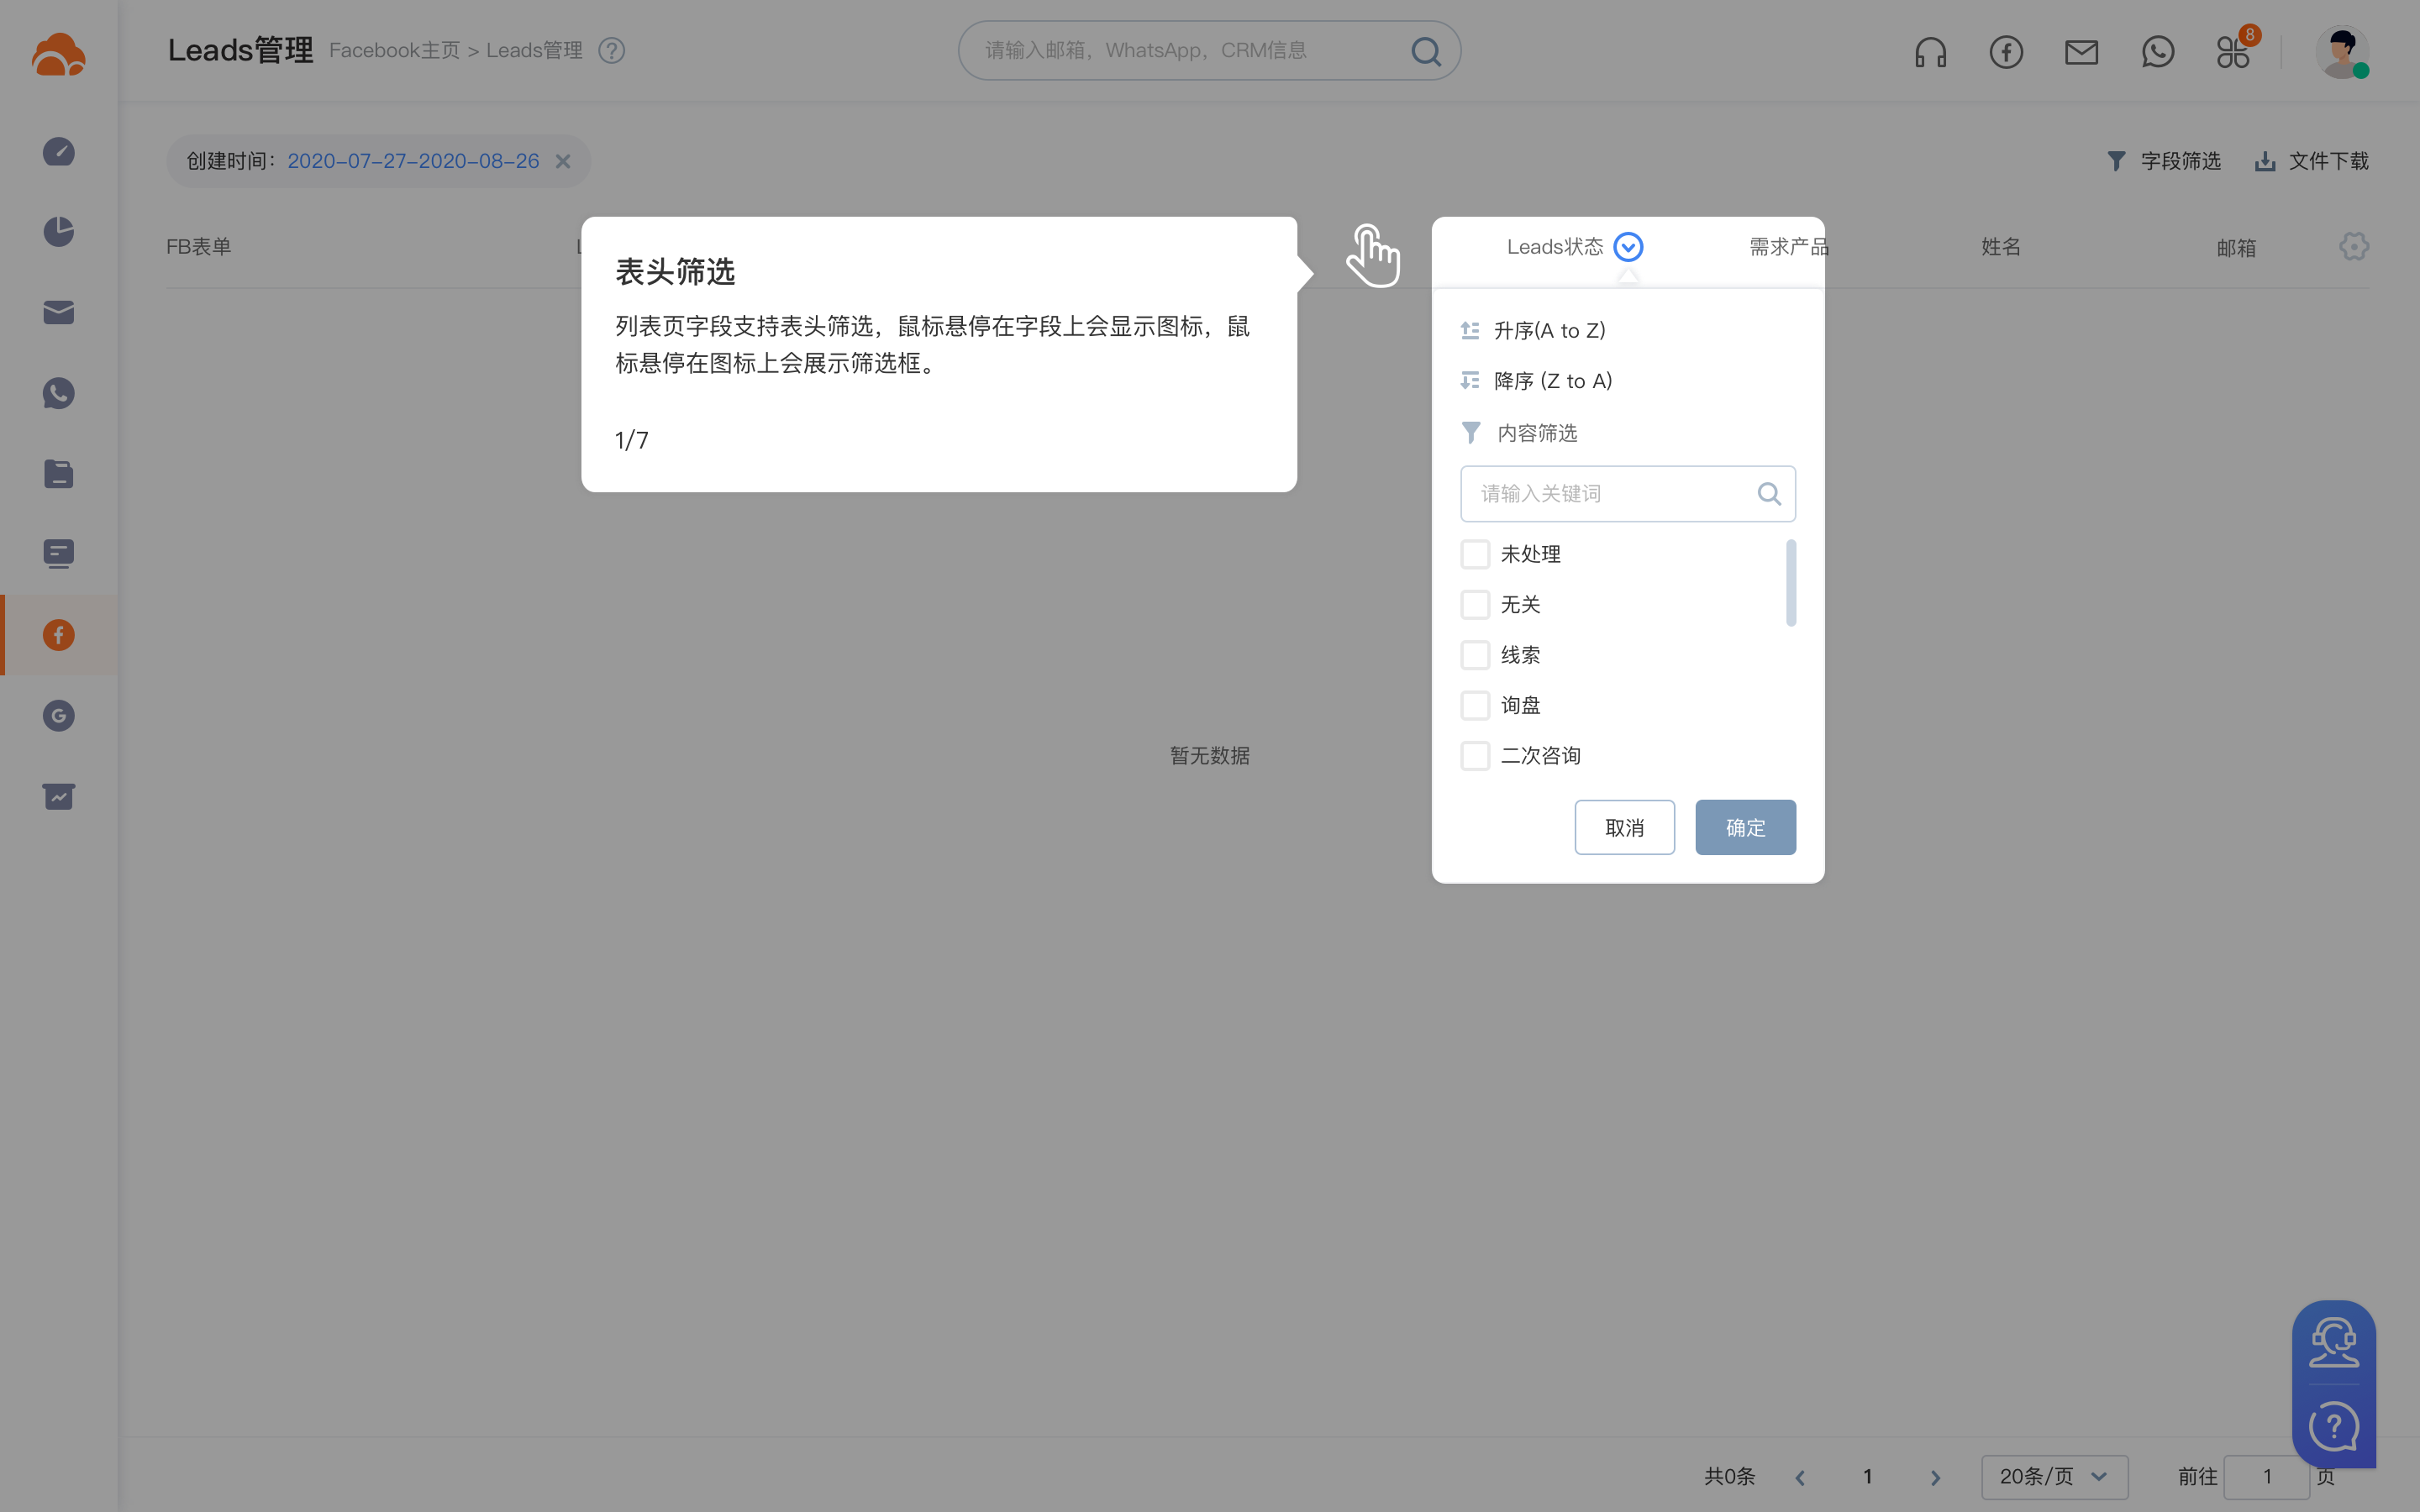 Leads管理 Facebook主页 > Leads管理
请输入邮箱，WhatsApp，CRM信息
8
创建时间：2020-07-27-2020-08-26
字段筛选
文件下载
FB表单
Leads状态
需求产品
姓名
邮箱
表头筛选
列表页字段支持表头筛选，鼠标悬停在字段上会显示图标，鼠
标悬停在图标上会展示筛选框。
1/7
升序(A to Z)
降序 (Z to A)
内容筛选
请输入关键词
未处理
无关
线索
询盘
二次咨询
取消
确定
暂无数据
共0条
1
20条/页
前往 1 页